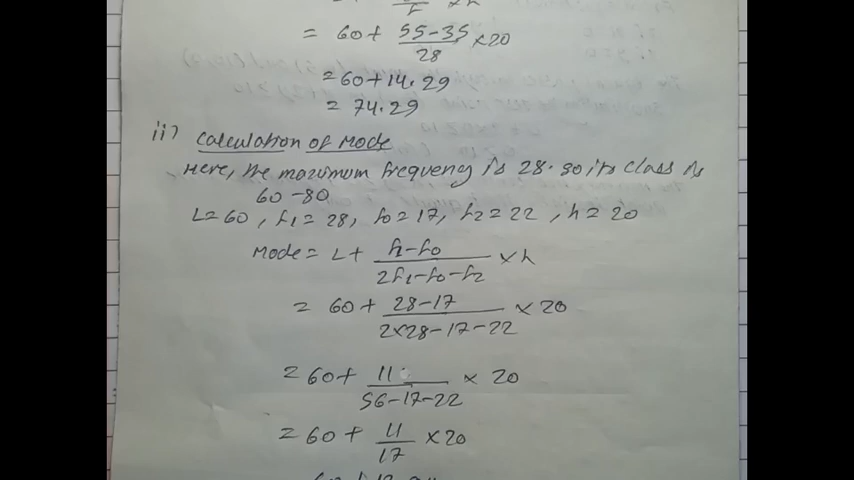 = 60 + 55-35/28 × 20
= 60 + 14.29
= 74.29
ii) Calculation of Mode
Here, the maximum frequency is 28. so its class is
60-80
L=60, f1=28, f0=17, f2=22, h=20
Mode = L + f1-f0/2f1-f0-f2 × h
= 60 + 28-17/2×28-17-22 × 20
= 60 + 11/56-17-22 × 20
= 60 + 11/17 × 20